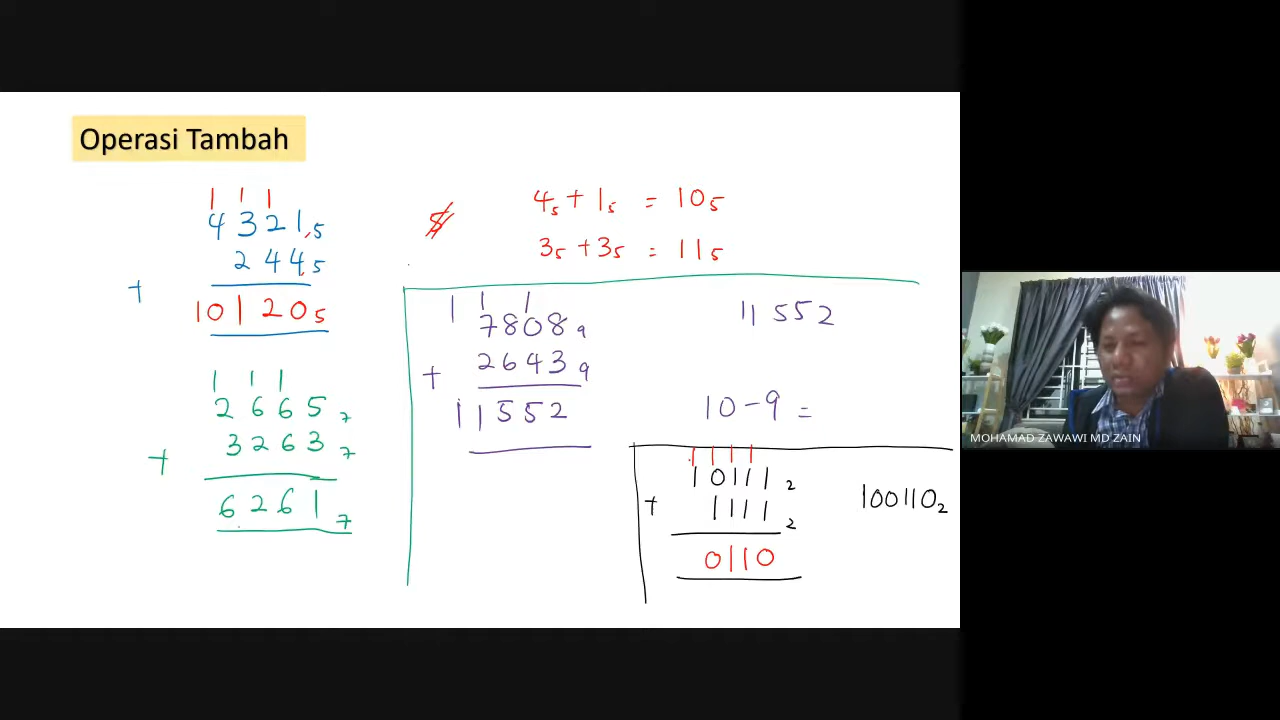 Operasi Tambah
1 1 1
4321₅
244₅
+
10120₅
$
4₅ + 1₅ = 10₅
3₅ + 3₅ = 11₅
1 1 1
2665₇
+ 3263₇
6261₇
1 1 1
7808₉
+ 2643₉
11552
11552
10 - 9 =
1 1 1 1
10111₂
+ 1111₂
0110
100110₂
MOHAMAD ZAWAWI MD ZAIN